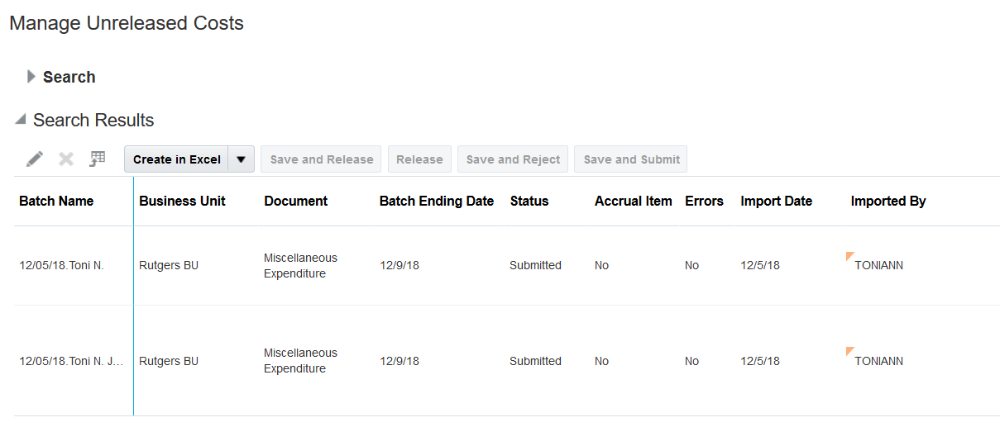 Manage Unreleased Costs
Search
Search Results
Create in Excel Save and Release Release Save and Reject Save and Submit
Batch Name Business Unit Document Batch Ending Date Status Accrual Item Errors Import Date Imported By
12/05/18.Toni N. Rutgers BU Miscellaneous Expenditure 12/9/18 Submitted No No 12/5/18 TONIANN
12/05/18.Toni N. J... Rutgers BU Miscellaneous Expenditure 12/9/18 Submitted No No 12/5/18 TONIANN